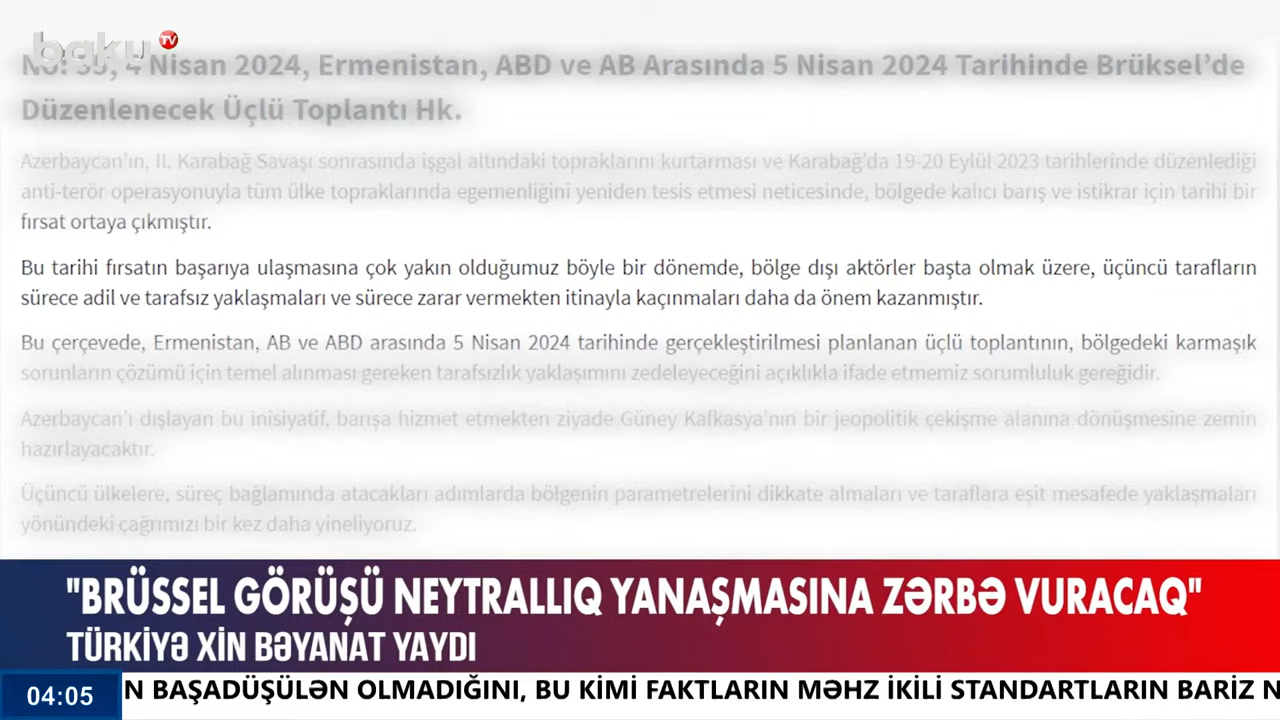 baku TV
No: 55, 4 Nisan 2024, Ermenistan, ABD ve AB Arasında 5 Nisan 2024 Tarihinde Brüksel’de
Düzenlenecek Üçlü Toplantı Hk.
Azerbaycan’ın, II. Karabağ Savaşı sonrasında işgal altındaki topraklarını kurtarması ve Karabağ’da 19-20 Eylül 2023 tarihlerinde düzenlediği
anti-terör operasyonuyla tüm ülke topraklarında egemenliğini yeniden tesis etmesi neticesinde, bölgede kalıcı barış ve istikrar için tarihi bir
fırsat ortaya çıkmıştır.
Bu tarihi fırsatın başarıya ulaşmasına çok yakın olduğumuz böyle bir dönemde, bölge dışı aktörler başta olmak üzere, üçüncü tarafların
sürece adil ve tarafsız yaklaşmaları ve sürece zarar vermekten itinayla kaçınmaları daha da önem kazanmıştır.
Bu çerçevede, Ermenistan, AB ve ABD arasında 5 Nisan 2024 tarihinde gerçekleştirilmesi planlanan üçlü toplantının, bölgedeki karmaşık
sorunların çözümü için temel alınması gereken tarafsızlık yaklaşımını zedeleyeceğini açıklıkla ifade etmemiz sorumluluk gereğidir.
Azerbaycan’ı dışlayan bu inisiyatif, barışa hizmet etmekten ziyade Güney Kafkasya’nın bir jeopolitik çekişme alanına dönüşmesine zemin
hazırlayacaktır.
Üçüncü ülkelere, süreç bağlamında atacakları adımlarda bölgenin parametrelerini dikkate almaları ve taraflara eşit mesafede yaklaşmaları
yönündeki çağrımızı bir kez daha yineliyoruz.
"BRÜSSEL GÖRÜŞÜ NEYTRALLIQ YANAŞMASINA ZƏRBƏ VURACAQ"
TÜRKİYƏ XİN BƏYANAT YAYDI
04:05 N BAŞADÜŞÜLƏN OLMADIĞINI, BU KİMİ FAKTLARIN MƏHZ İKİLİ STANDARTLARIN BARİZ N